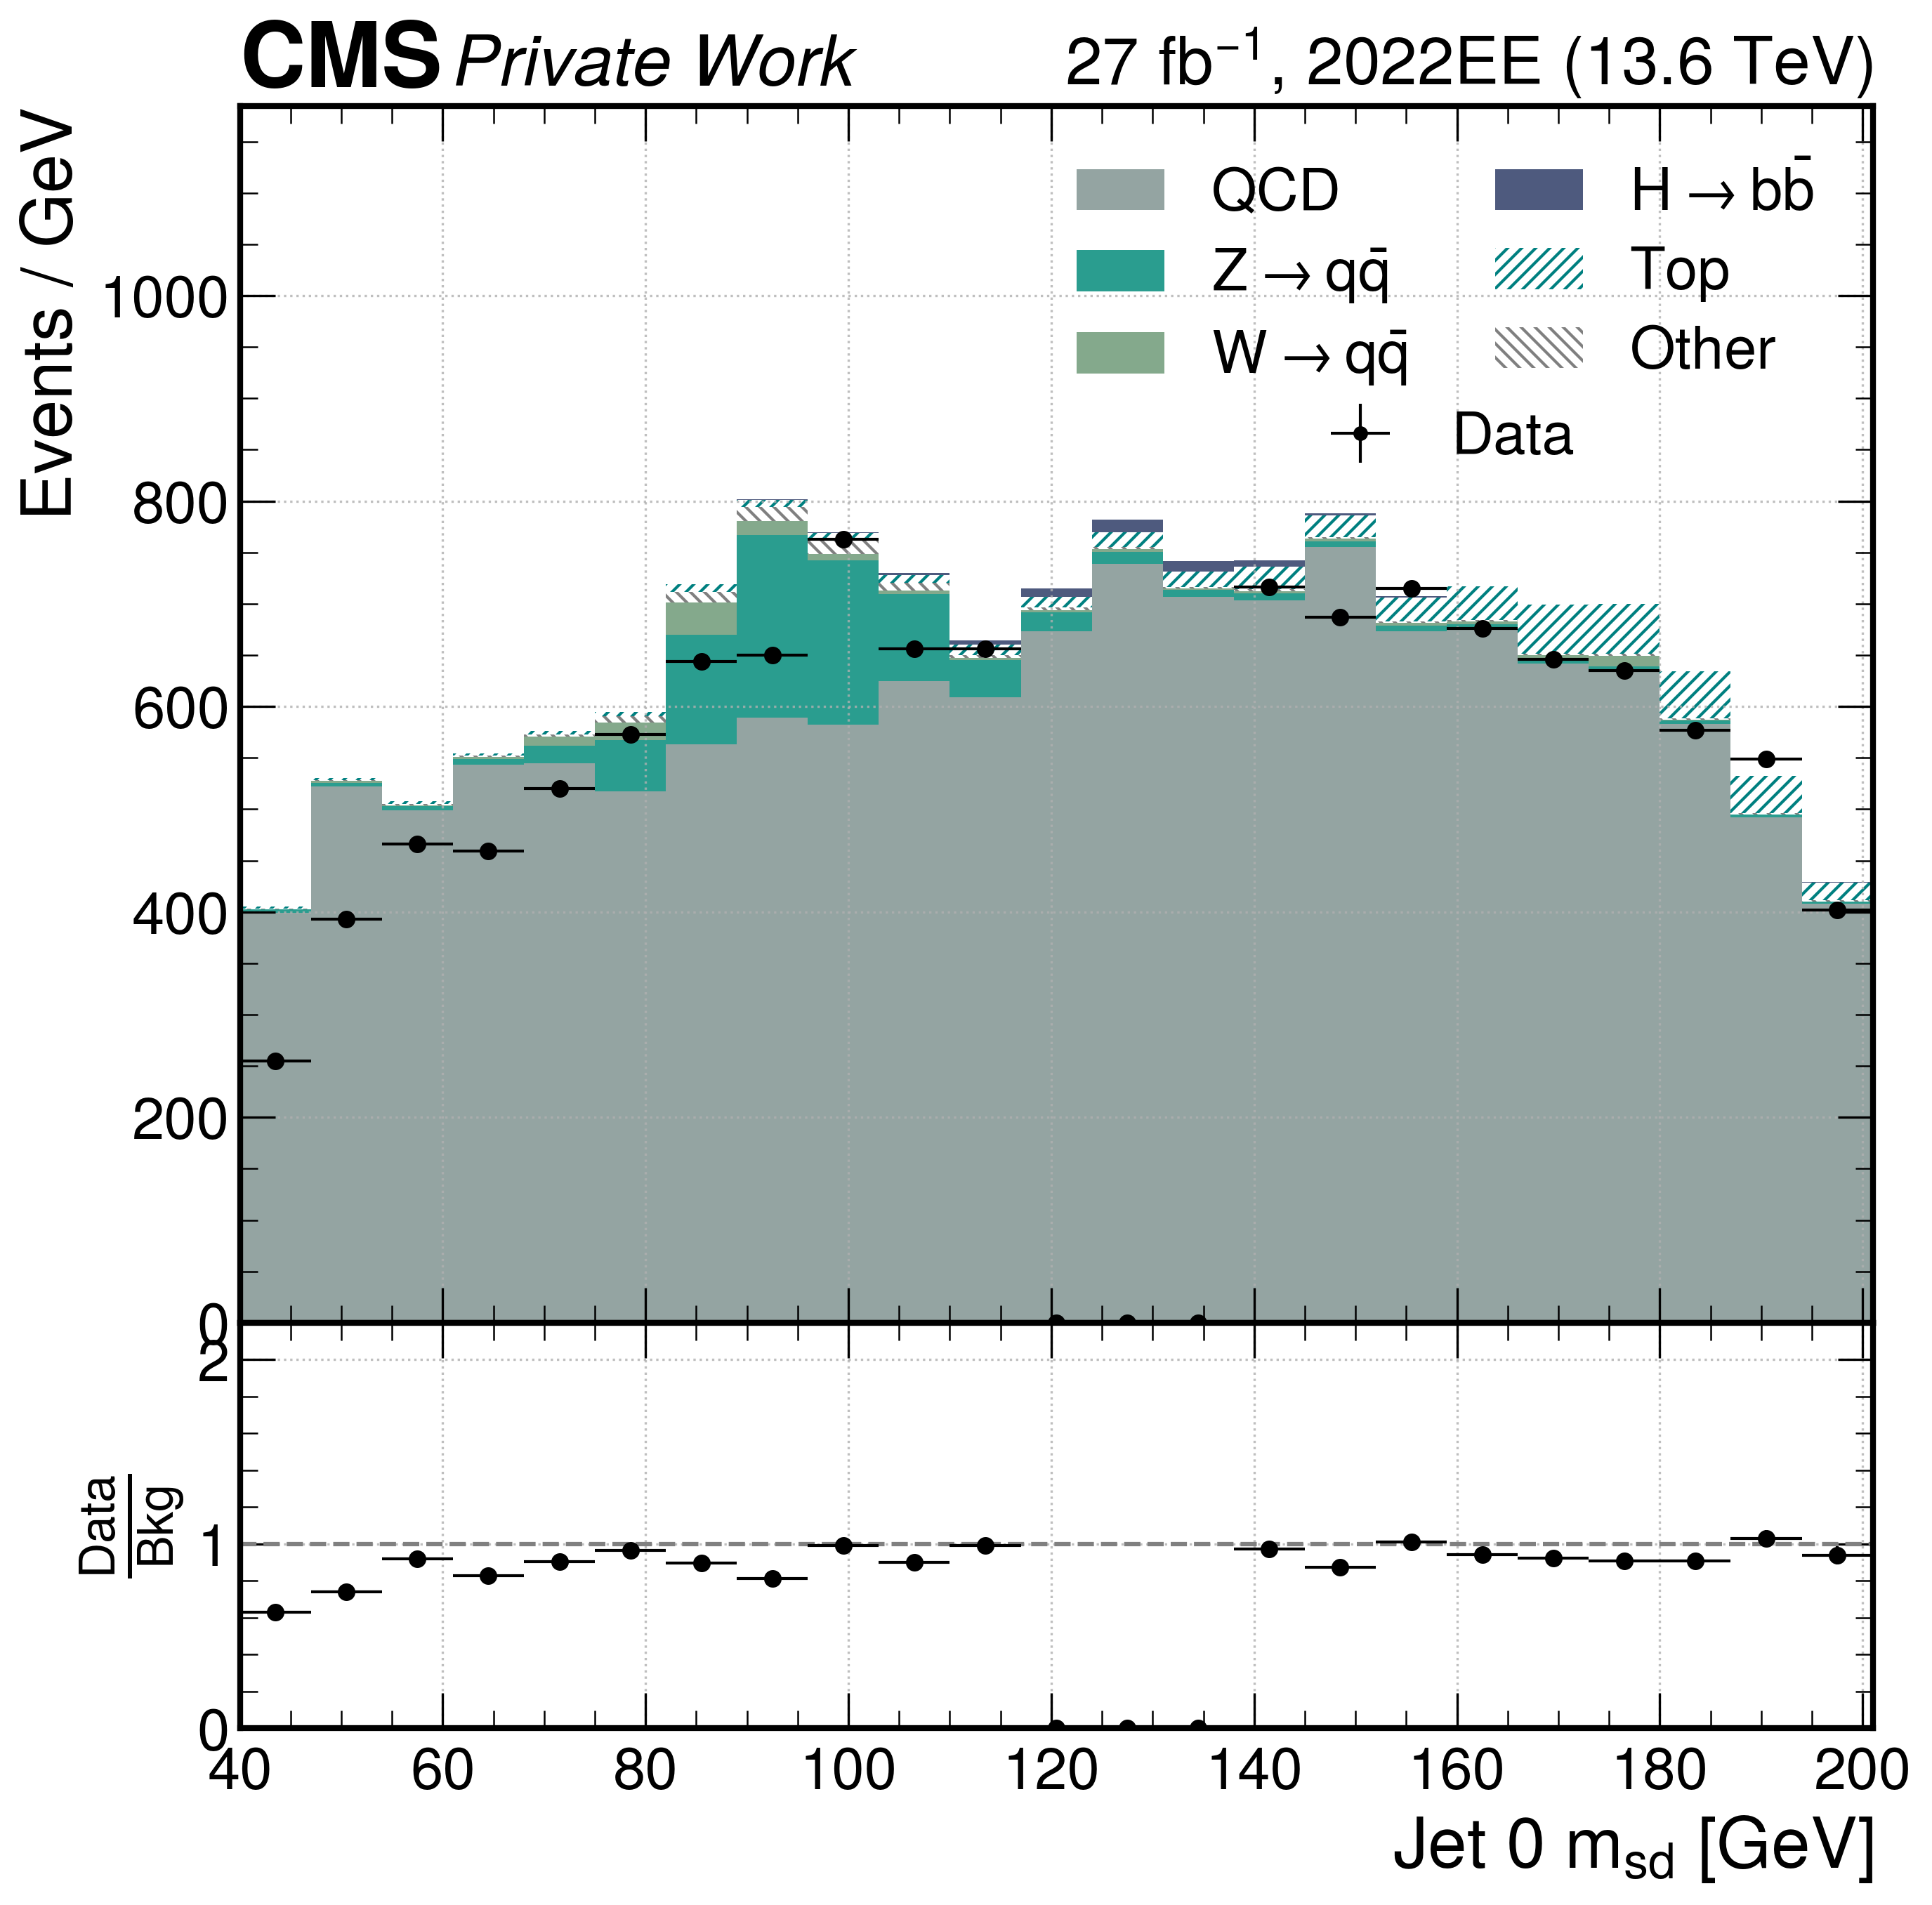 CMS Private Work 27 fb⁻¹, 2022EE (13.6 TeV)
Events / GeV
QCD
Z → qq̄
W → qq̄
H → bb̄
Top
Other
Data
1000
800
600
400
200
0
Data
Bkg
2
1
0
40 60 80 100 120 140 160 180 200
Jet 0 m_sd [GeV]